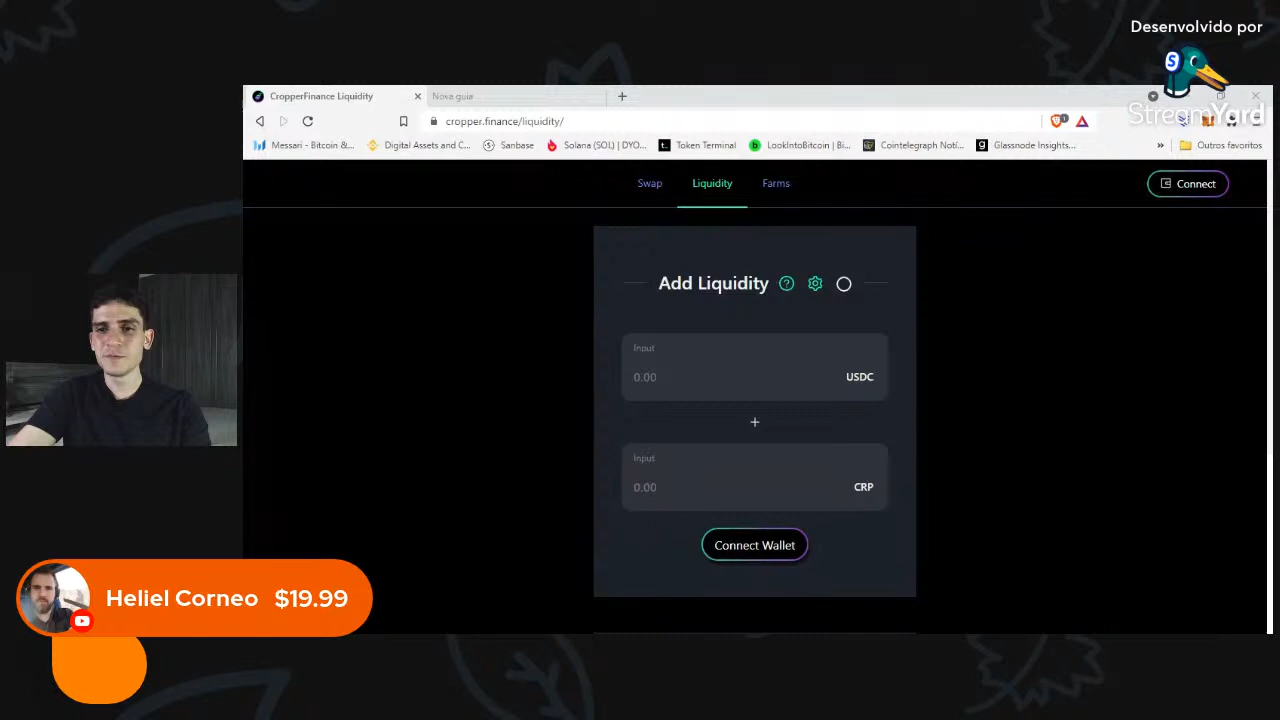 Desenvolvido por
StreamYard
CropperFinance Liquidity
Nova guia
cropper.finance/liquidity/
Messari - Bitcoin &...
Digital Assets and C...
Sanbase
Solana (SOL) | DYO...
Token Terminal
LookIntoBitcoin | Bi...
Cointelegraph Notí...
Glassnode Insights...
»
Outros favoritos
Swap
Liquidity
Farms
Connect
Add Liquidity
Input
0.00
USDC
+
Input
0.00
CRP
Connect Wallet
Heliel Corneo $19.99